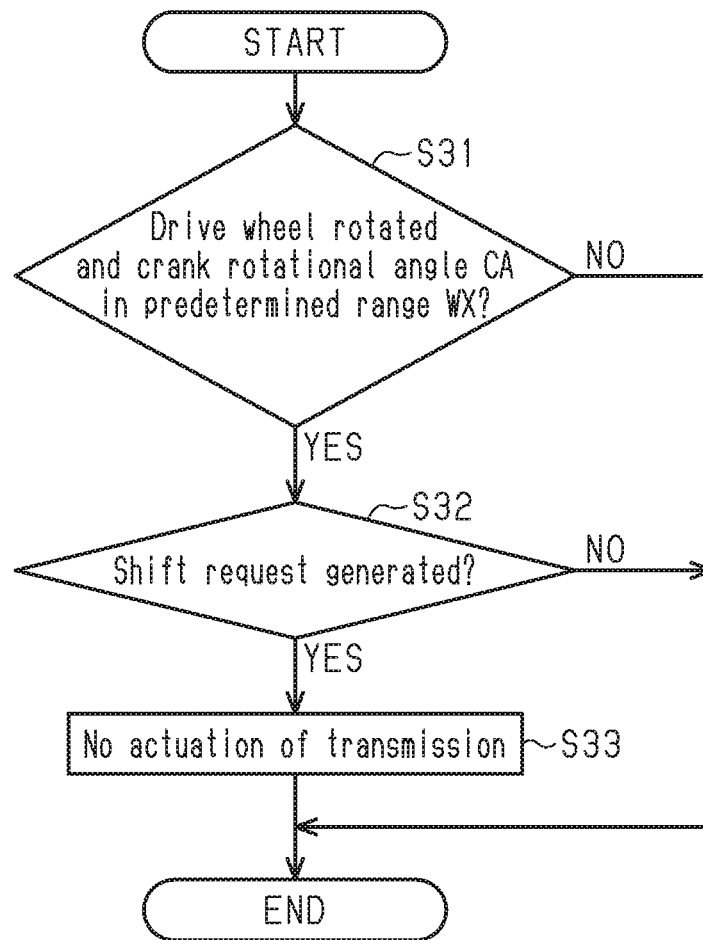 START
S31
Drive wheel rotated
and crank rotational angle CA
in predetermined range WX?
NO
YES
S32
Shift request generated?
NO
YES
No actuation of transmission
S33
END